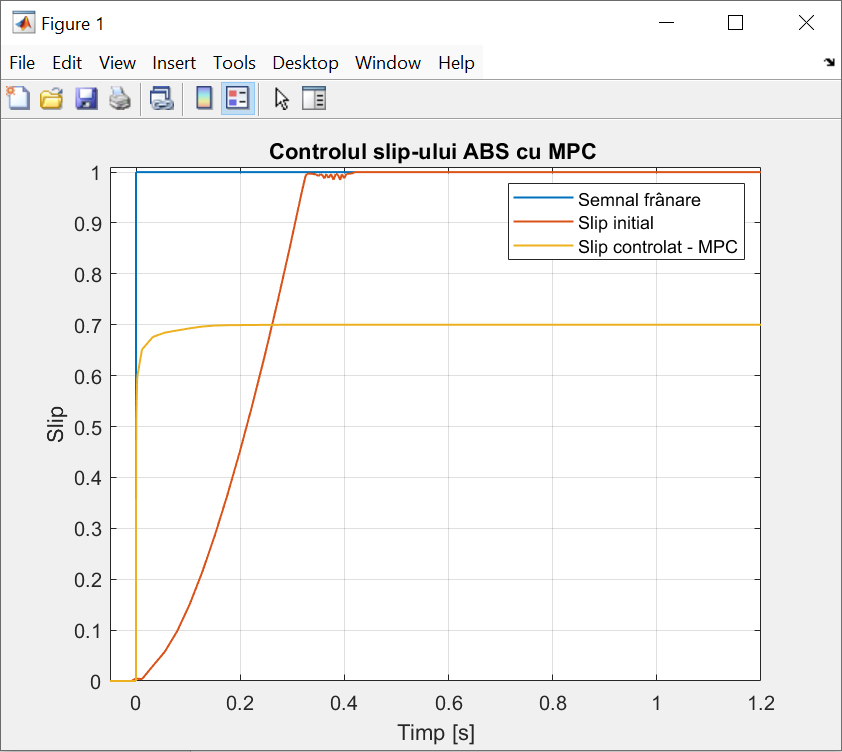 Figure 1
File Edit View Insert Tools Desktop Window Help
Controlul slip-ului ABS cu MPC
1
0.9
0.8
0.7
0.6
0.5
0.4
0.3
0.2
0.1
0
Slip
Semnal frânare
Slip initial
Slip controlat - MPC
0 0.2 0.4 0.6 0.8 1 1.2
Timp [s]